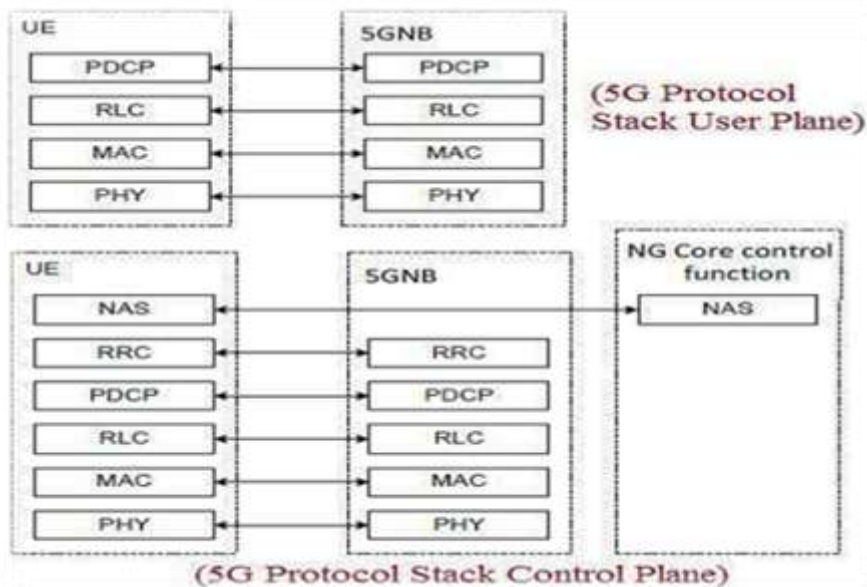 UE
5GNB
PDCP
PDCP
RLC
RLC
MAC
MAC
PHY
PHY
(5G Protocol
Stack User Plane)
UE
5GNB
NG Core control
function
NAS
NAS
RRC
RRC
PDCP
PDCP
RLC
RLC
MAC
MAC
PHY
PHY
(5G Protocol Stack Control Plane)